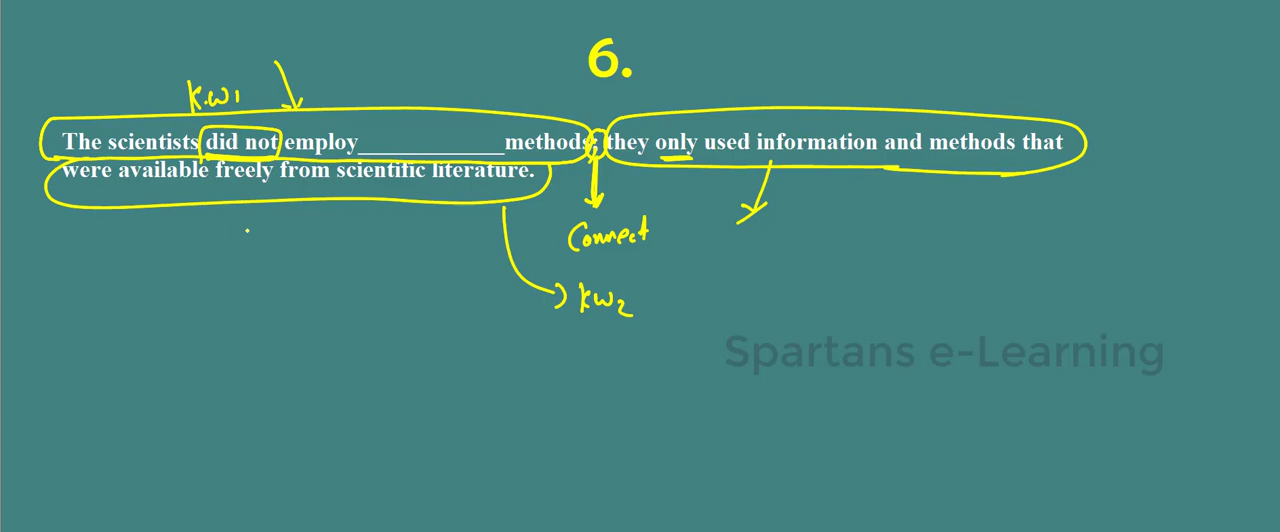 6.
K.W1
The scientists did not employ_____________methods; they only used information and methods that
were available freely from scientific literature.
Connect
KW2
Spartans e-Learning